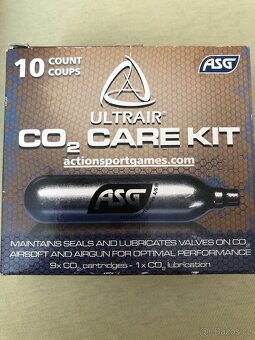 10 COUNT
COUPS
ASG
ULTRAIR®
CO2 CARE KIT
actionsportgames.com
ASG
MAINTAINS SEALS AND LUBRICATES VALVES ON CO2
AIRSOFT AND AIRGUN FOR OPTIMAL PERFORMANCE
9x CO2 cartridges - 1x CO2 lubrication